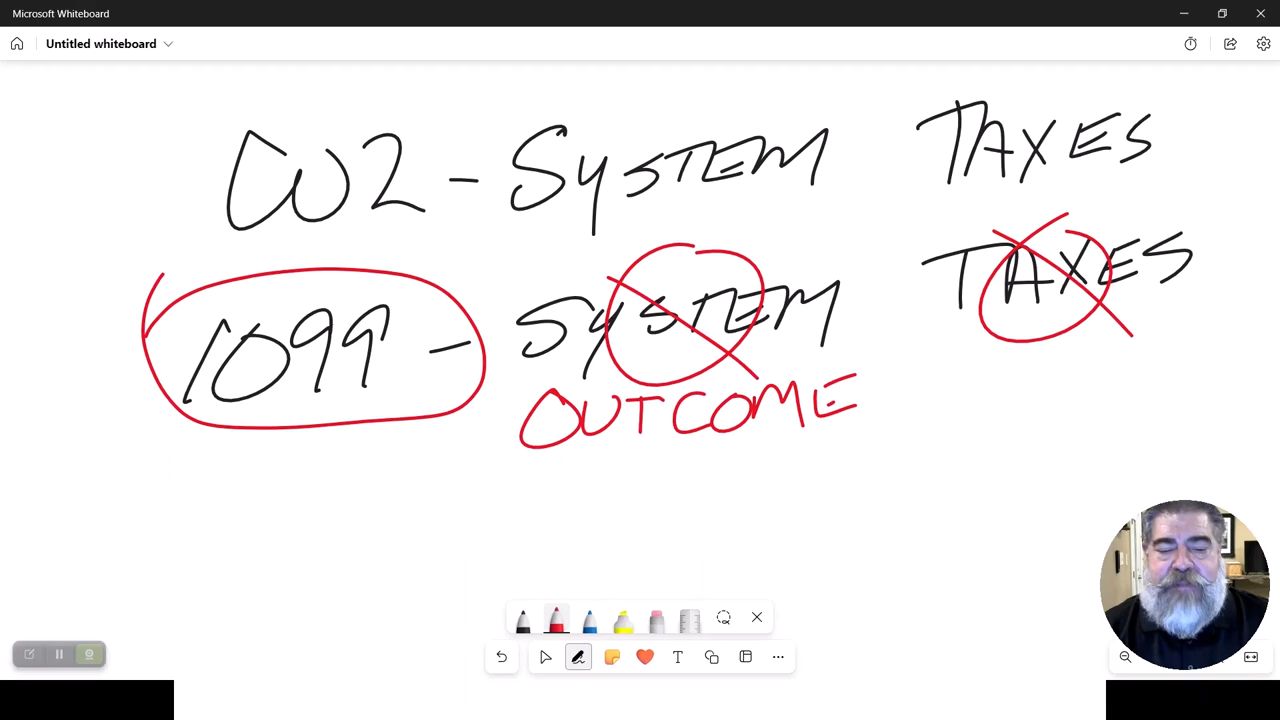 Microsoft Whiteboard
Untitled whiteboard
W2 - SYSTEM TAXES
1099 - SYSTEM TAXES
OUTCOME